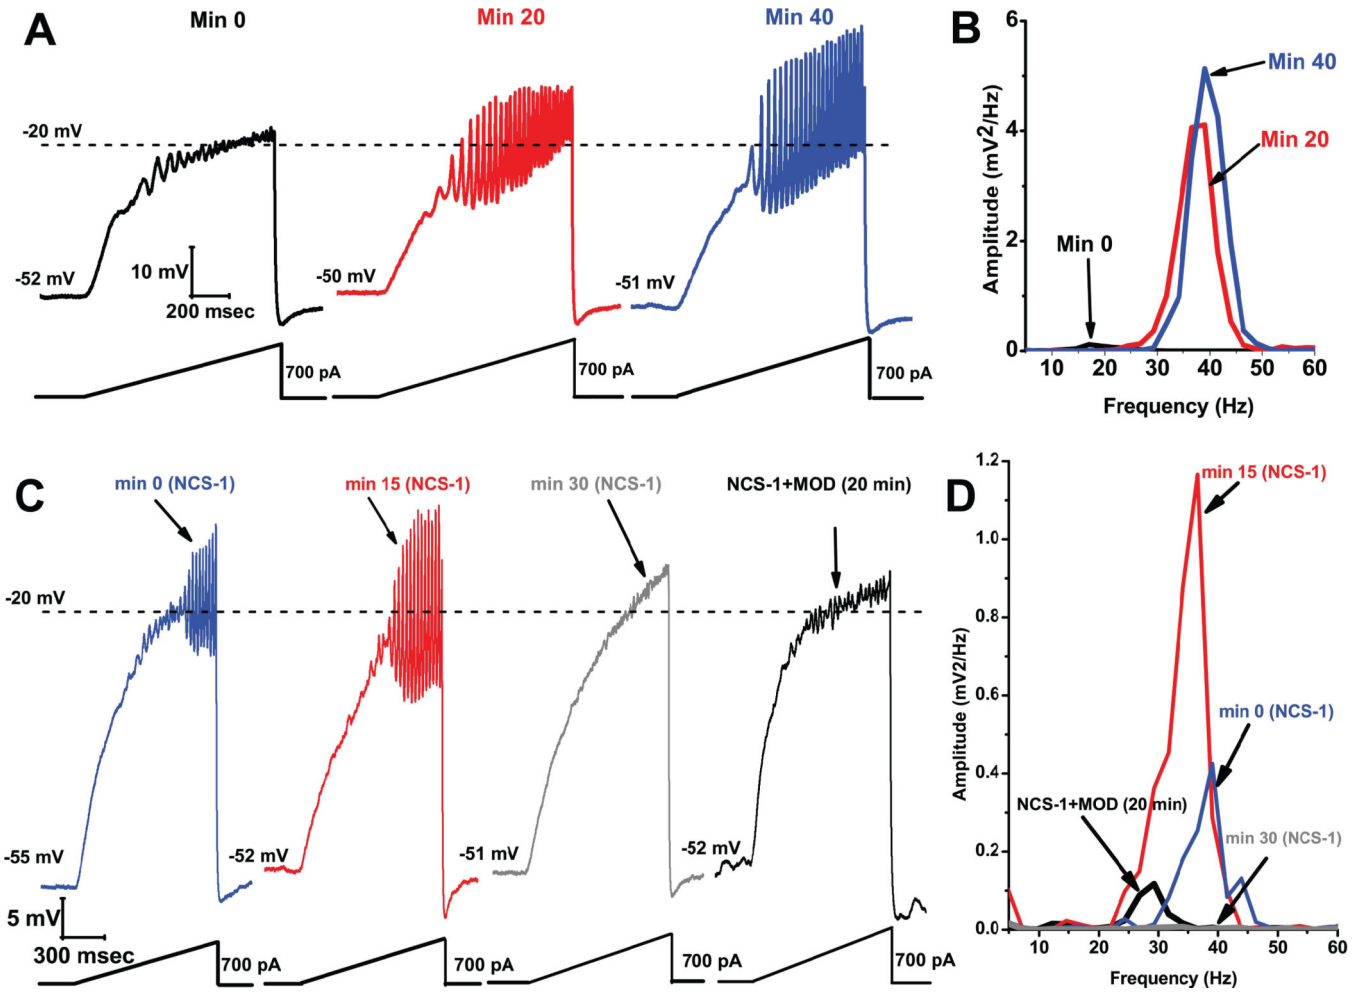 A
Min 0
Min 20
Min 40
-20 mV
-52 mV
10 mV
200 msec
-50 mV
-51 mV
700 pA
700 pA
700 pA
B
Amplitude (mV2/Hz)
6
4
2
0
Min 40
Min 20
Min 0
10 20 30 40 50 60
Frequency (Hz)
C
min 0 (NCS-1)
min 15 (NCS-1)
min 30 (NCS-1)
NCS-1+MOD (20 min)
-20 mV
-55 mV
-52 mV
-51 mV
-52 mV
5 mV
300 msec
700 pA
700 pA
700 pA
700 pA
D
Amplitude (mV2/Hz)
1.2
1.0
0.8
0.6
0.4
0.2
0.0
min 15 (NCS-1)
min 0 (NCS-1)
NCS-1+MOD (20 min)
min 30 (NCS-1)
10 20 30 40 50 60
Frequency (Hz)